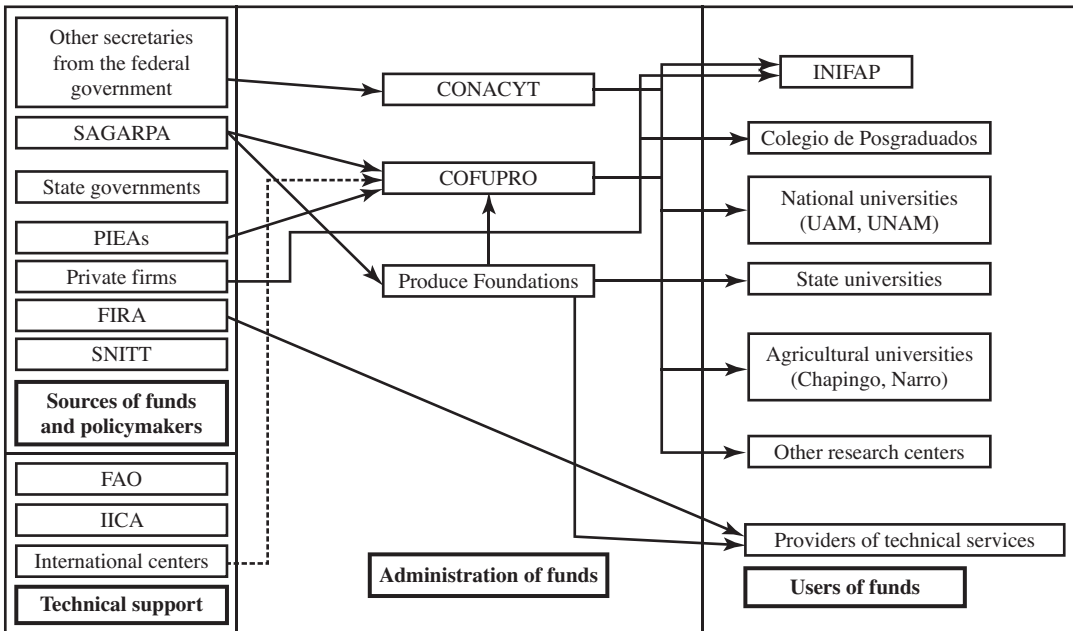 Other secretaries
from the federal
government
SAGARPA
State governments
PIEAs
Private firms
FIRA
SNITT
Sources of funds
and policymakers
FAO
IICA
International centers
Technical support
CONACYT
COFUPRO
Produce Foundations
Administration of funds
INIFAP
Colegio de Posgraduados
National universities
(UAM, UNAM)
State universities
Agricultural universities
(Chapingo, Narro)
Other research centers
Providers of technical services
Users of funds